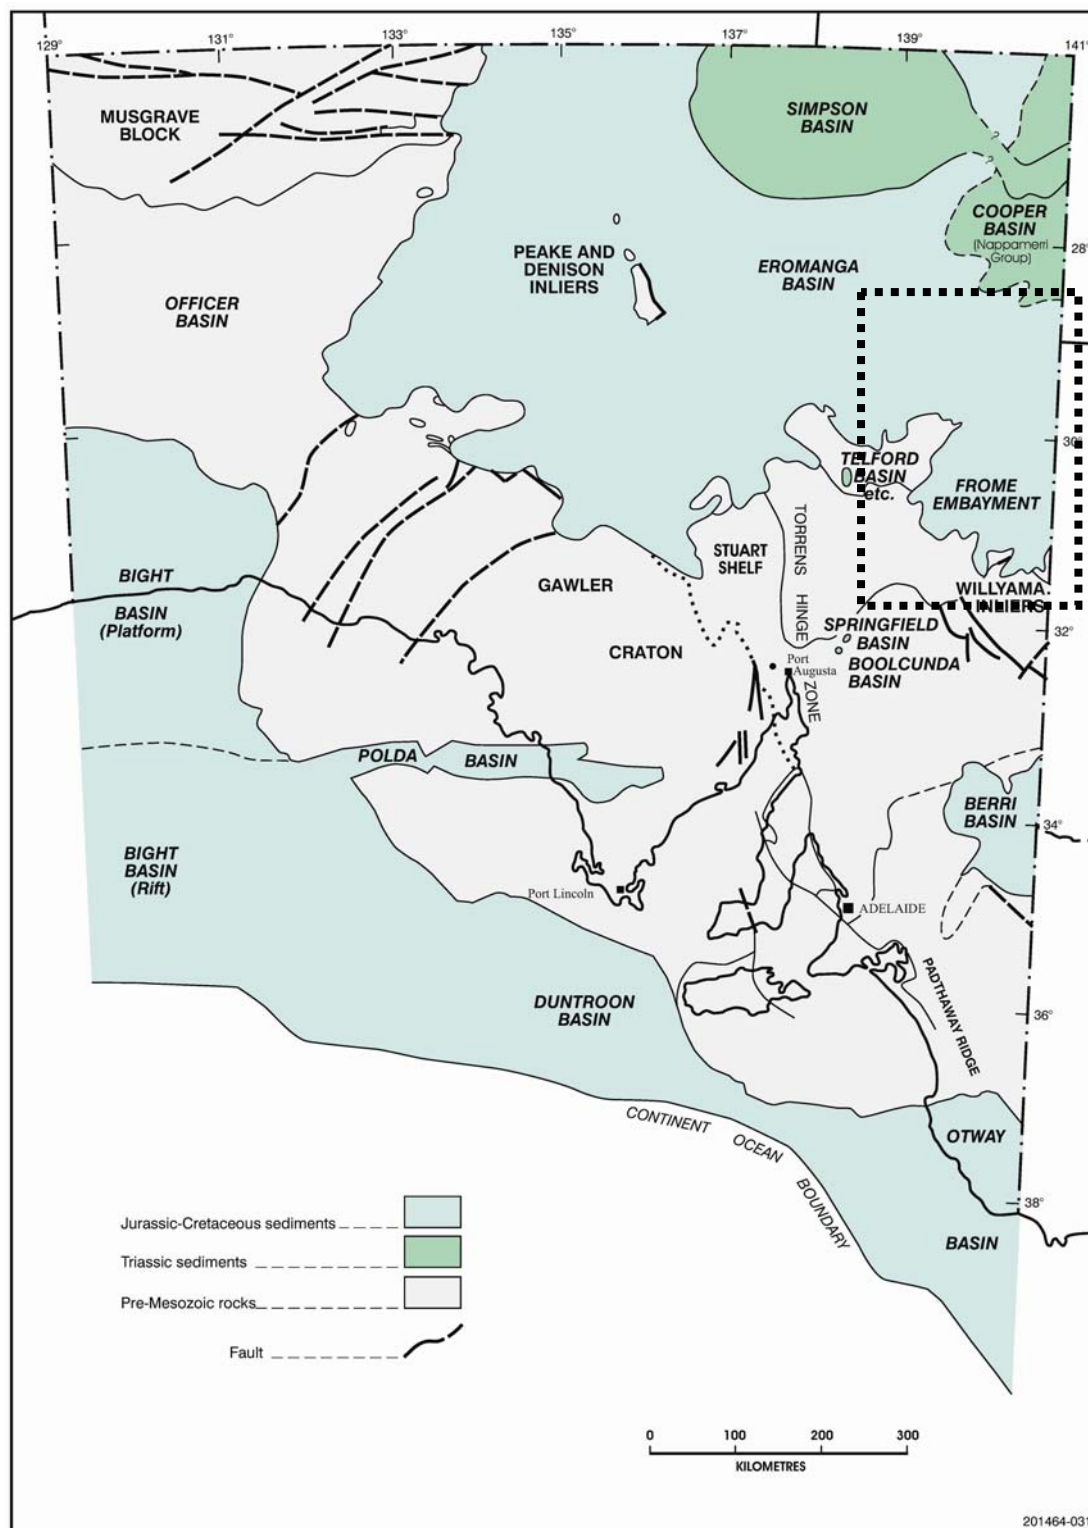 129°
131°
133°
135°
137°
139°
141°
MUSGRAVE
BLOCK
SIMPSON
BASIN
?
?
COOPER
BASIN
(Nappamerri
Group)
28°
PEAKE AND
DENISON
INLIERS
EROMANGA
BASIN
OFFICER
BASIN
30°
TELFORD
BASIN
etc.
FROME
EMBAYMENT
TORRENS HINGE ZONE
STUART
SHELF
GAWLER
CRATON
BIGHT
BASIN
(Platform)
WILLYAMA
INLIERS
32°
SPRINGFIELD
BASIN
BOOLCUNDA
BASIN
Port
Augusta
POLDA BASIN
BERRI
BASIN
34°
BIGHT
BASIN
(Rift)
Port Lincoln
ADELAIDE
PADTHAWAY RIDGE
DUNTROON
BASIN
36°
CONTINENT OCEAN BOUNDARY
OTWAY
BASIN
38°
Jurassic-Cretaceous sediments
Triassic sediments
Pre-Mesozoic rocks
Fault
0 100 200 300
KILOMETRES
201464-031